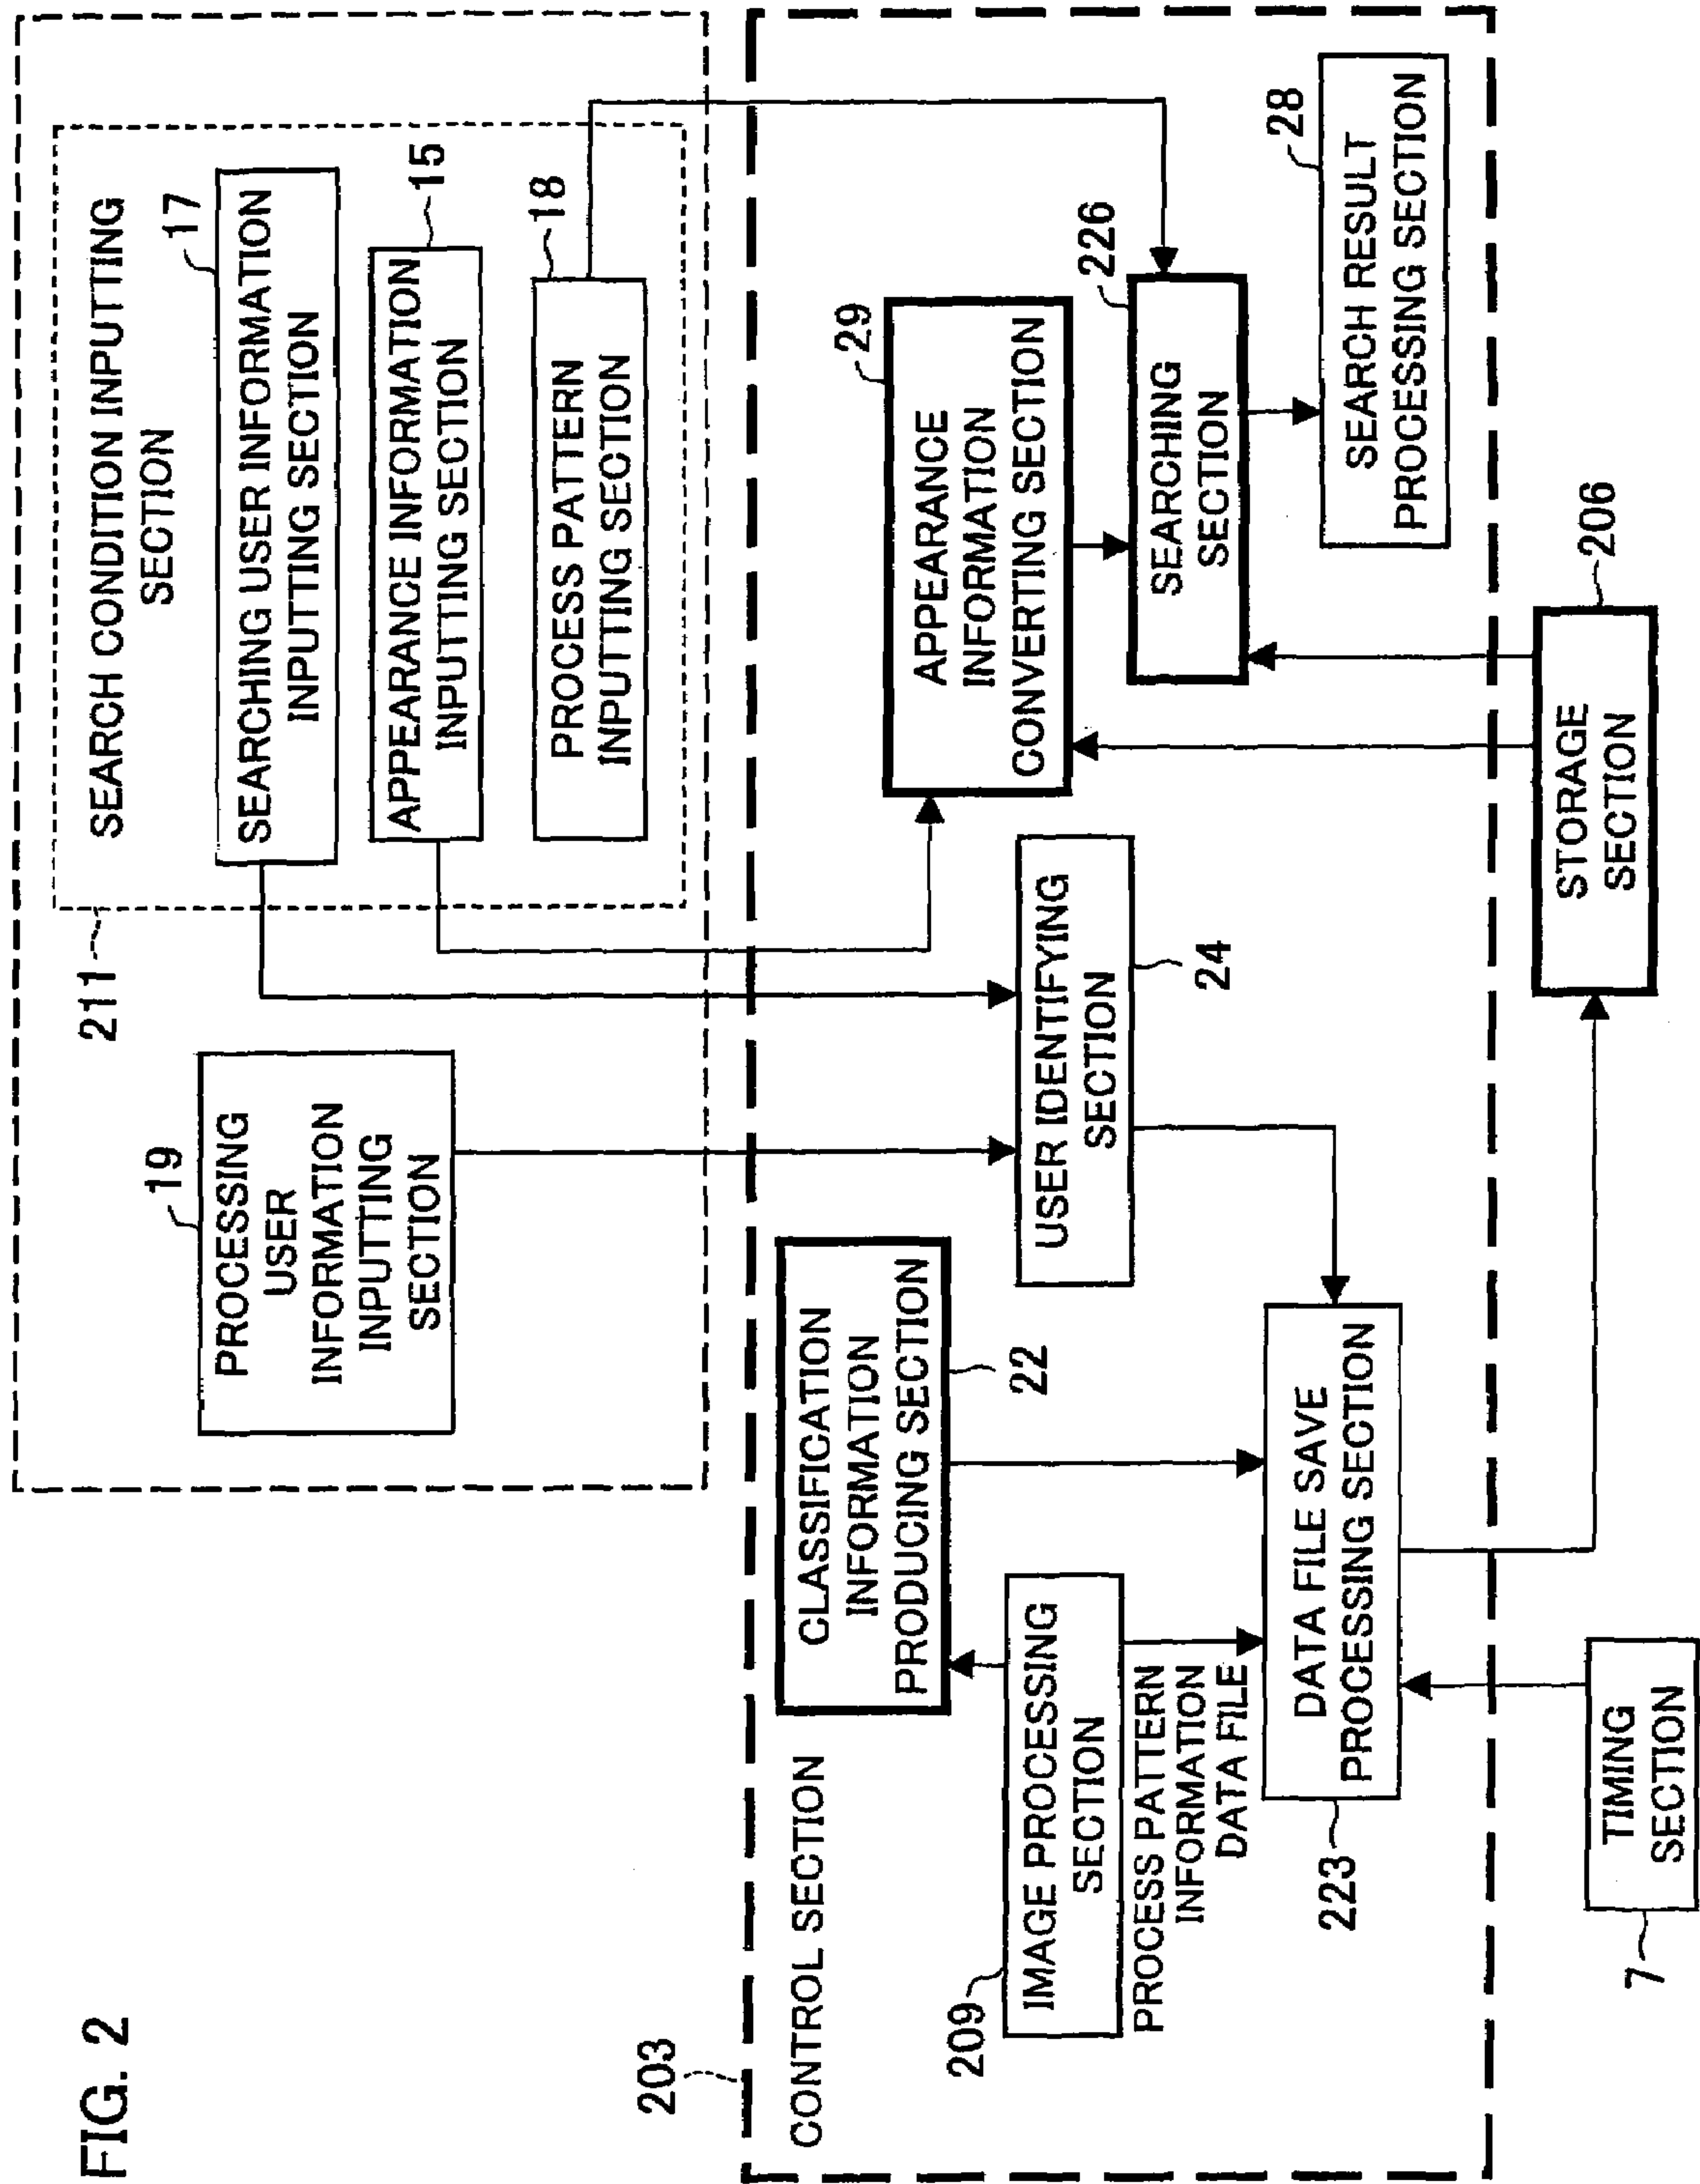 FIG. 2
211
SEARCH CONDITION INPUTTING
SECTION
19
PROCESSING
USER
INFORMATION
INPUTTING
SECTION
17
SEARCHING USER INFORMATION
INPUTTING SECTION
15
APPEARANCE INFORMATION
INPUTTING SECTION
18
PROCESS PATTERN
INPUTTING SECTION
203
CONTROL SECTION
CLASSIFICATION
INFORMATION
PRODUCING SECTION
22
29
APPEARANCE
INFORMATION
CONVERTING SECTION
209
IMAGE PROCESSING
SECTION
USER IDENTIFYING
SECTION
24
226
SEARCHING
SECTION
PROCESS PATTERN
INFORMATION
DATA FILE
223
DATA FILE SAVE
PROCESSING SECTION
28
SEARCH RESULT
PROCESSING SECTION
7
TIMING
SECTION
206
STORAGE
SECTION